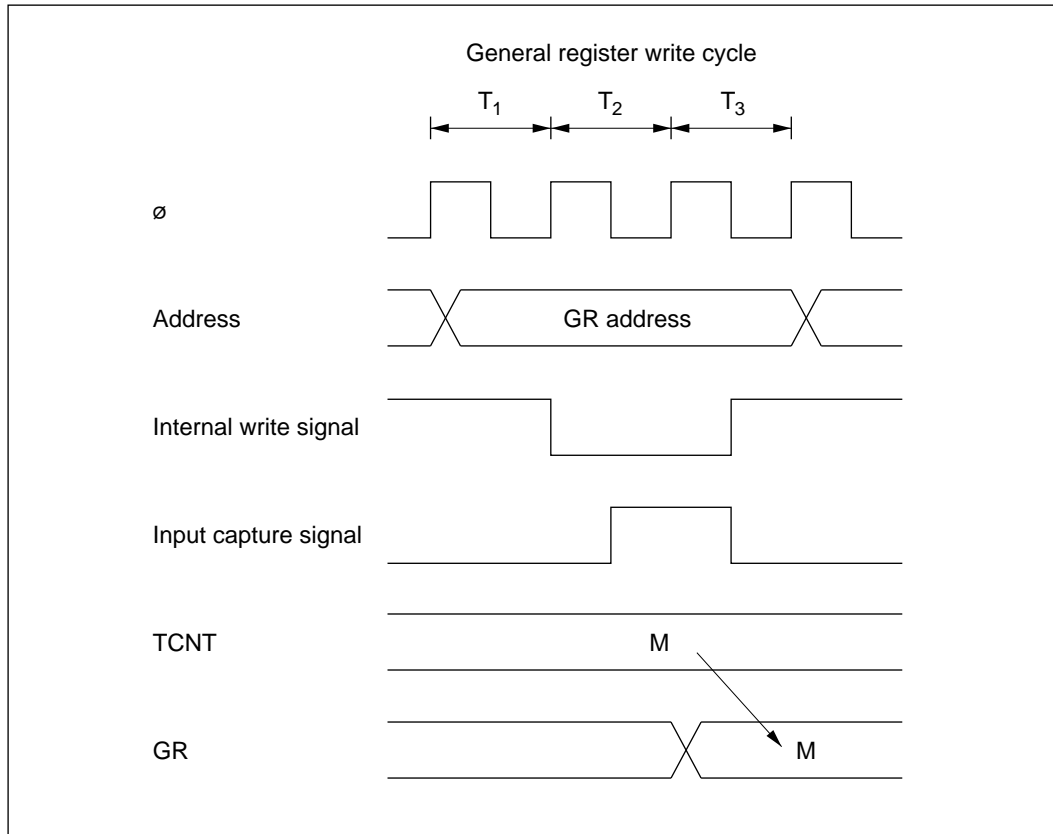 General register write cycle
T1 T2 T3
ø
Address GR address
Internal write signal
Input capture signal
TCNT M
GR M